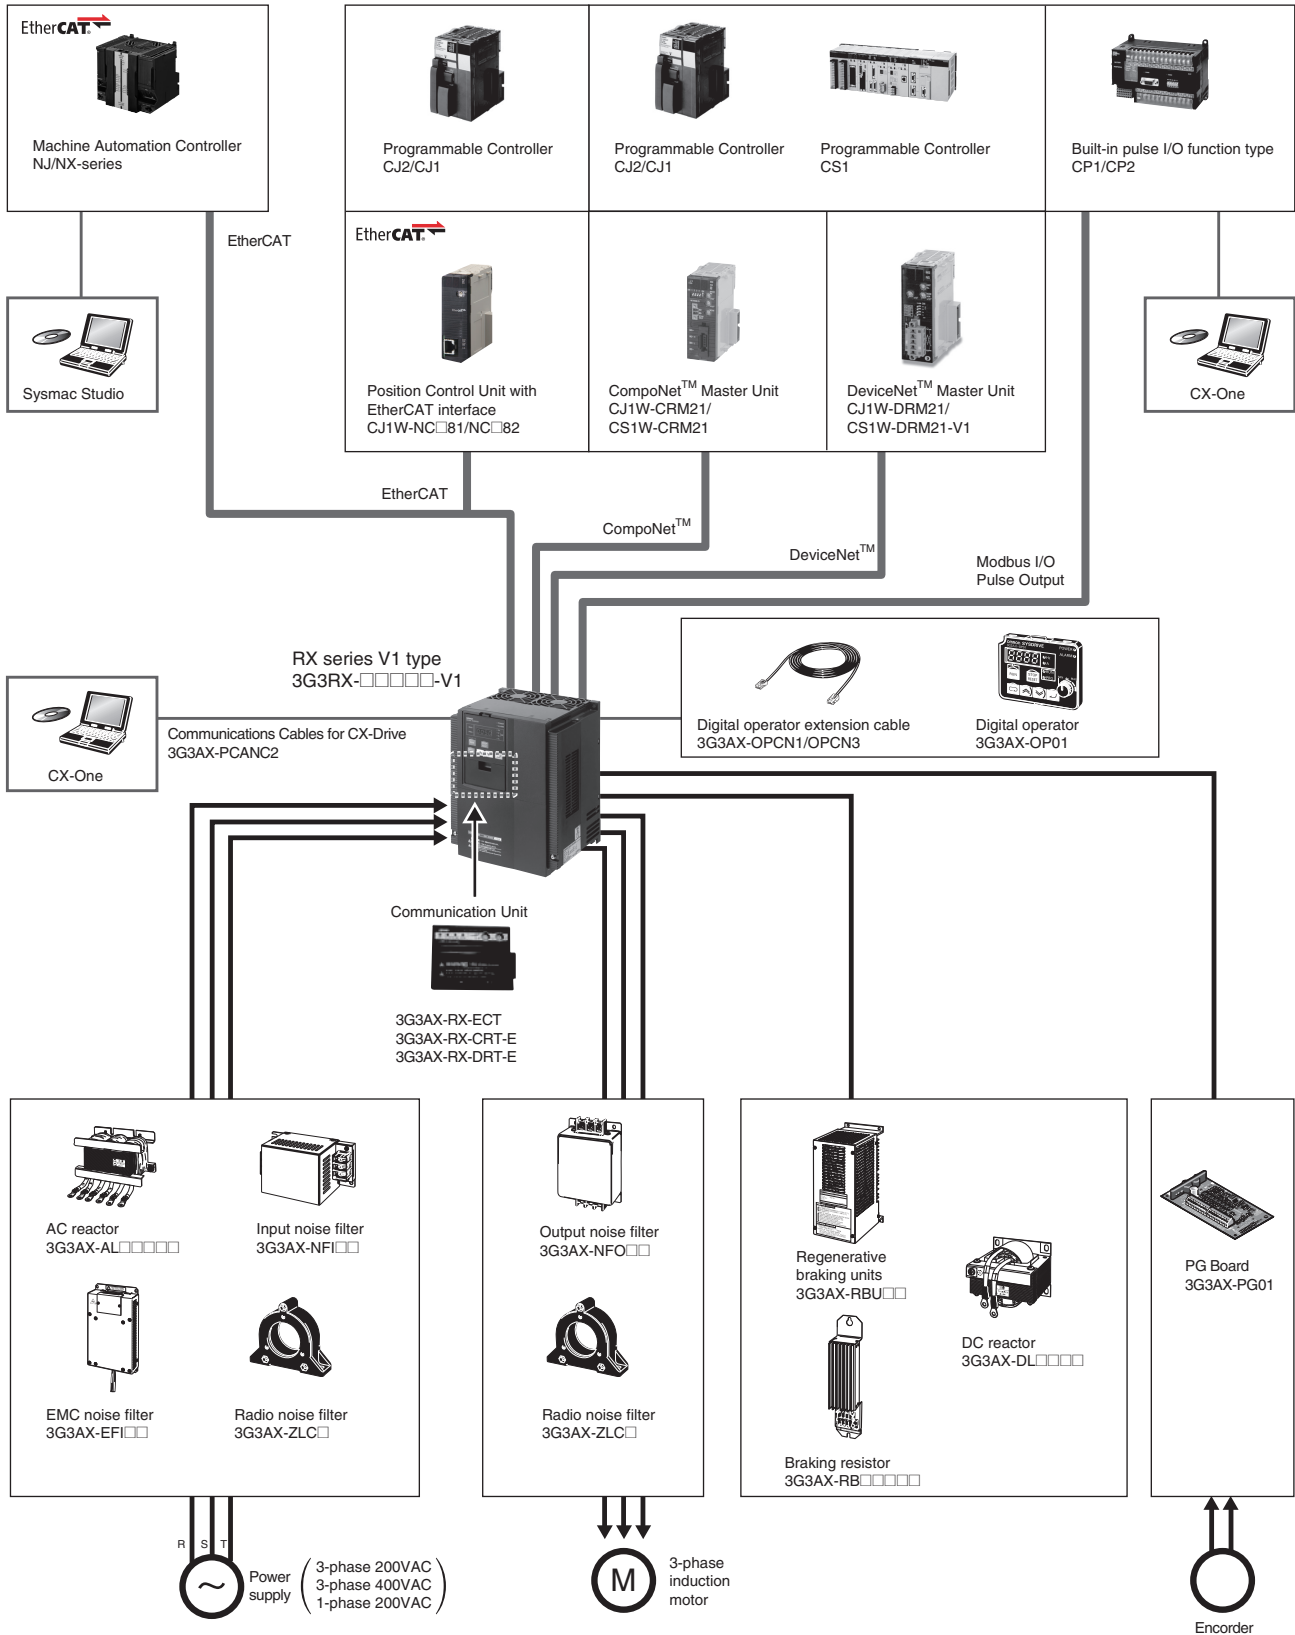 EtherCAT®
Machine Automation Controller
NJ/NX-series
Programmable Controller
CJ2/CJ1
Programmable Controller
CJ2/CJ1
Programmable Controller
CS1
Built-in pulse I/O function type
CP1/CP2
EtherCAT
EtherCAT®
Sysmac Studio
Position Control Unit with
EtherCAT interface
CJ1W-NC□81/NC□82
CompoNet™ Master Unit
CJ1W-CRM21/
CS1W-CRM21
DeviceNet™ Master Unit
CJ1W-DRM21/
CS1W-DRM21-V1
CX-One
EtherCAT
CompoNet™
DeviceNet™
Modbus I/O
Pulse Output
RX series V1 type
3G3RX-□□□□□-V1
CX-One
Communications Cables for CX-Drive
3G3AX-PCANC2
Digital operator extension cable
3G3AX-OPCN1/OPCN3
Digital operator
3G3AX-OP01
Communication Unit
3G3AX-RX-ECT
3G3AX-RX-CRT-E
3G3AX-RX-DRT-E
AC reactor
3G3AX-AL□□□□□
Input noise filter
3G3AX-NFI□□
EMC noise filter
3G3AX-EFI□□
Radio noise filter
3G3AX-ZLC□
Output noise filter
3G3AX-NFO□□
Radio noise filter
3G3AX-ZLC□
Regenerative
braking units
3G3AX-RBU□□
DC reactor
3G3AX-DL□□□□
Braking resistor
3G3AX-RB□□□□□
PG Board
3G3AX-PG01
R S T
Power
supply
3-phase 200VAC
3-phase 400VAC
1-phase 200VAC
M
3-phase
induction
motor
Encorder